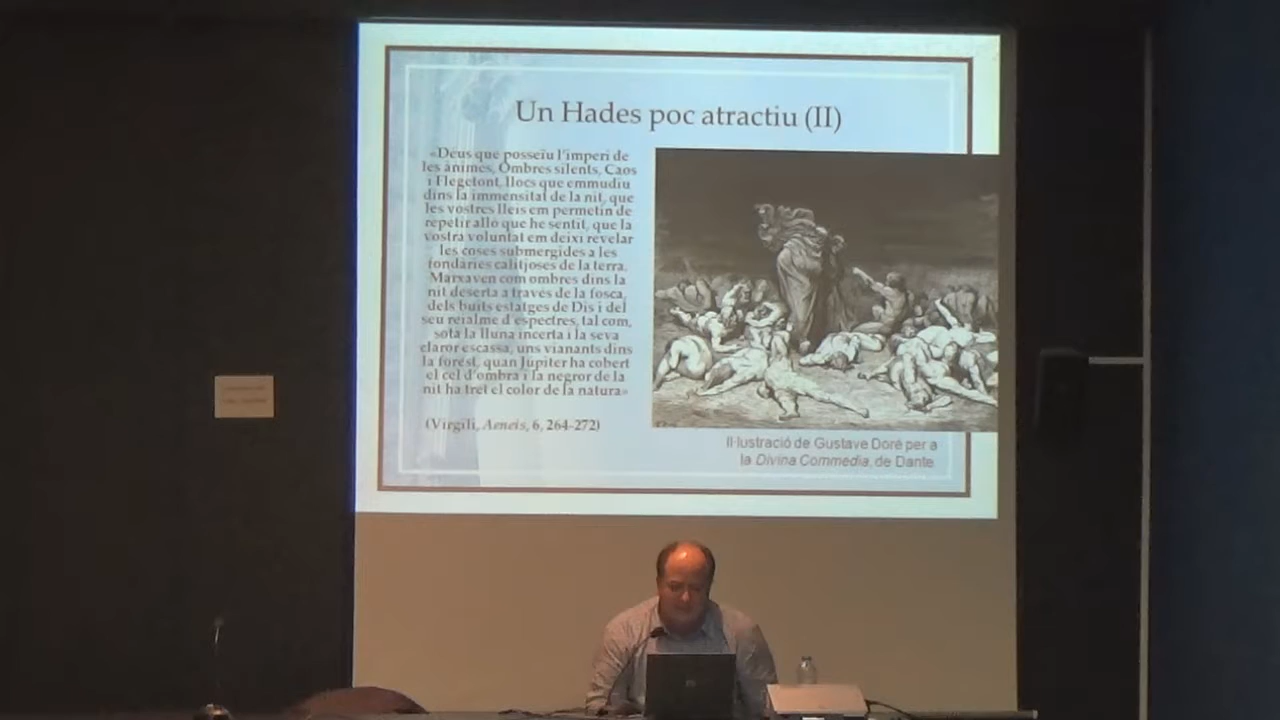 Un Hades poc atractiu (II)
«Déus que posseïu l'imperi de
les ànimes, Ombres silents, Caos
i Flegetont, llocs que emmudiu
dins la immensitat de la nit, que
les vostres lleis em permetin de
repetir allò que he sentit, que la
vostra voluntat em deixi revelar
les coses submergides a les
fondàries calitjoses de la terra.
Marxaven com ombres dins la
nit deserta a través de la fosca,
dels buits estatges de Dis i del
seu reialme d'espectres, tal com,
sota la lluna incerta i la seva
claror escassa, uns vianants dins
la forest, quan Júpiter ha cobert
el cel d'ombra i la negror de la
nit ha tret el color de la natura»
(Virgili, Aeneis, 6, 264-272)
Il·lustració de Gustave Doré per a
la Divina Commedia, de Dante